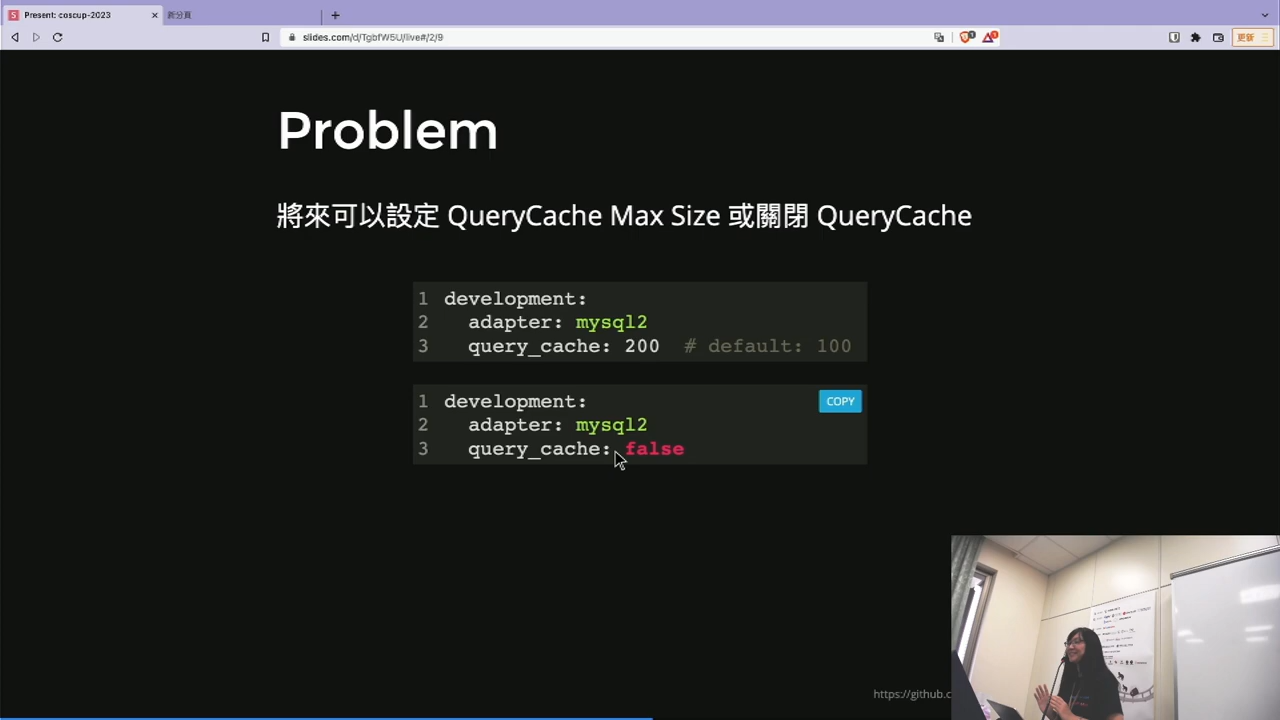 Present: coscup-2023
新分頁
slides.com/d/TgbfW5U/live#/2/9
更新
Problem
將來可以設定 QueryCache Max Size 或關閉 QueryCache
1 development:
2 adapter: mysql2
3 query_cache: 200 # default: 100
1 development:
COPY
2 adapter: mysql2
3 query_cache: false
https://github.c